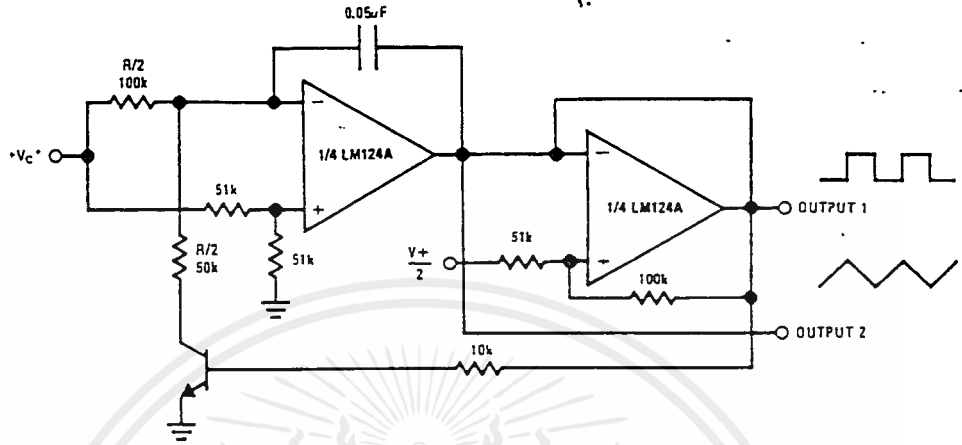 0.05μF
R/2
100k
+Vc*
1/4 LM124A
51k
51k
R/2
50k
1/4 LM124A
V+
2
51k
100k
OUTPUT 1
OUTPUT 2
10k